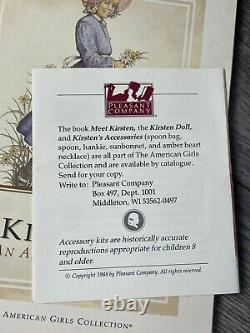 PLEASANT
COMPANY
The book Meet Kirsten, the Kirsten Doll,
and Kirsten's Accessories (spoon bag,
spoon, hankie, sunbonnet, and amber heart
necklace) are all part of The American Girls
Collection and are available by catalogue.
Send for your copy.
Write to: Pleasant Company
Box 497, Dept. 1001
Middleton, WI 53562-0497
Accessory kits are historically accurate
reproductions appropriate for children 8
and older.
© Copyright 1988 by Pleasant Company. All rights reserved.
KI
AN A
AMERICAN GIRLS COLLECTION®